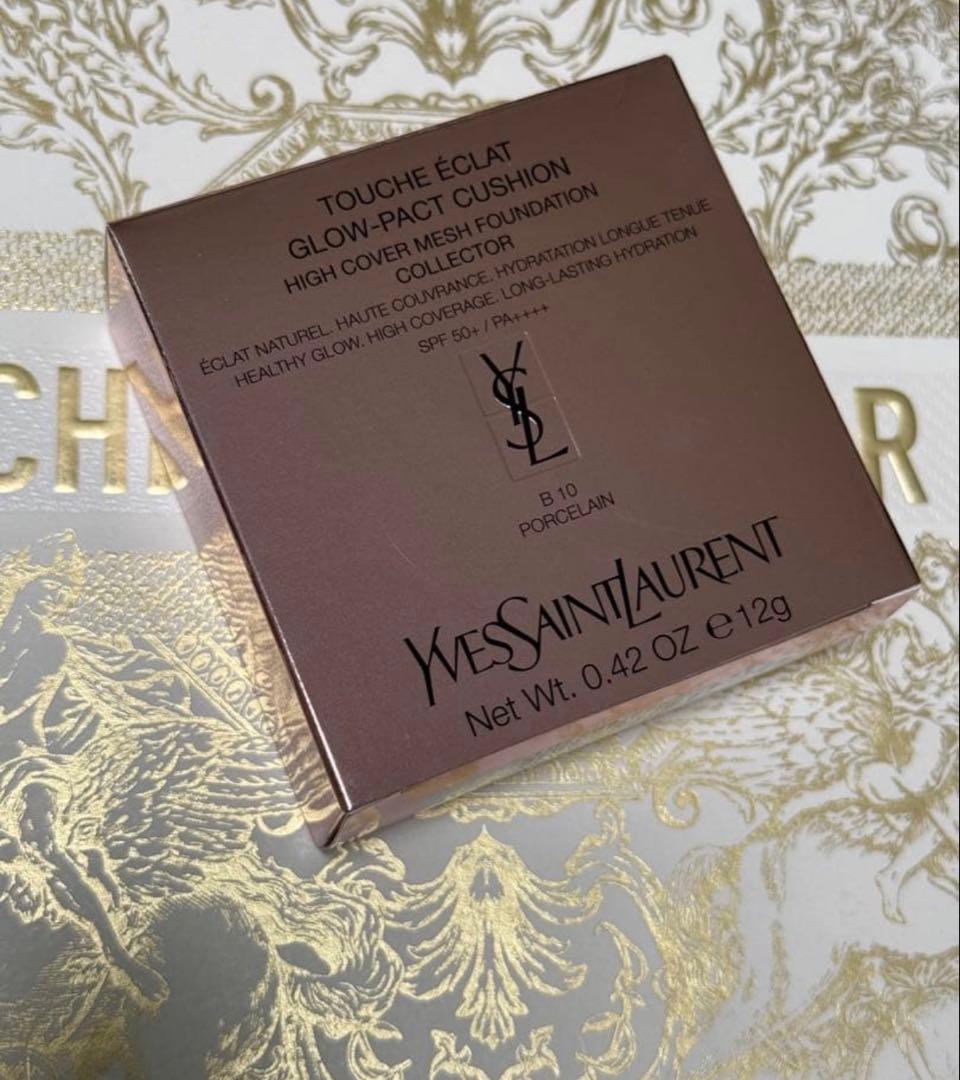 TOUCHE ÉCLAT
GLOW-PACT CUSHION
HIGH COVER MESH FOUNDATION
COLLECTOR
ÉCLAT NATUREL. HAUTE COUVRANCE. HYDRATATION LONGUE TENUE
HEALTHY GLOW. HIGH COVERAGE. LONG-LASTING HYDRATION
SPF 50+ / PA++++
YSL
B 10
PORCELAIN
YVESSAINTLAURENT
Net Wt. 0.42 OZ ℮12g